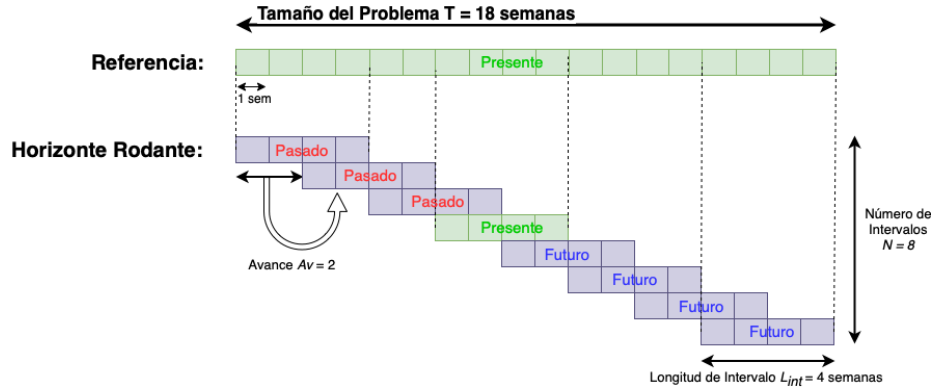 Tamaño del Problema T = 18 semanas
Referencia:
Presente
1 sem
Horizonte Rodante:
Pasado
Pasado
Pasado
Presente
Futuro
Futuro
Futuro
Futuro
Avance Av = 2
Número de
Intervalos
N = 8
Longitud de Intervalo Lint = 4 semanas